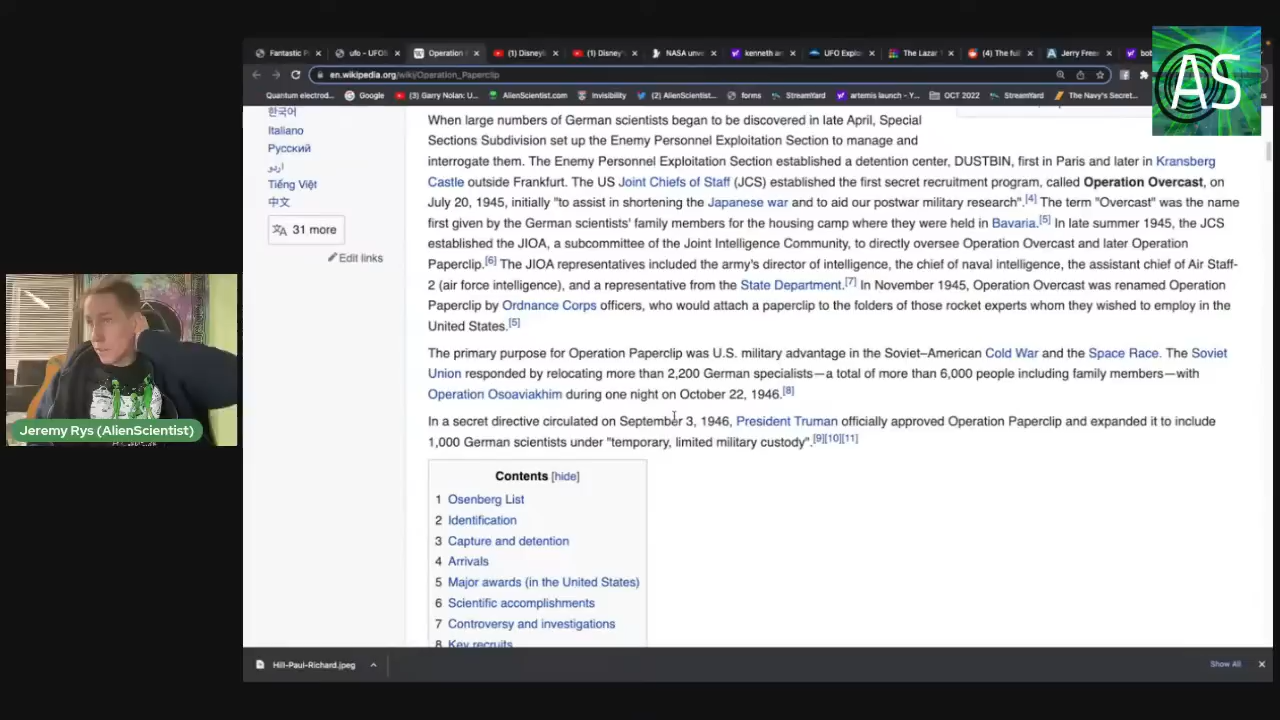 Fantastic P
ufo - UFOS
Operation P
(1) Disney
(1) Disney
NASA unve
kenneth a
UFO Explo
The Lazar
(4) The ful
Jerry Free
bob
AS
en.wikipedia.org/wiki/Operation_Paperclip
Quantum electrod...
Google
(3) Garry Nolan: U...
AlienScientist.com
Invisibility
(2) AlienScientist...
forms
StreamYard
artemis launch - Y...
OCT 2022
StreamYard
The Navy's Secret...
한국어
Italiano
Русский
اردو
Tiếng Việt
中文
31 more
Edit links
When large numbers of German scientists began to be discovered in late April, Special
Sections Subdivision set up the Enemy Personnel Exploitation Section to manage and
interrogate them. The Enemy Personnel Exploitation Section established a detention center, DUSTBIN, first in Paris and later in Kransberg
Castle outside Frankfurt. The US Joint Chiefs of Staff (JCS) established the first secret recruitment program, called Operation Overcast, on
July 20, 1945, initially "to assist in shortening the Japanese war and to aid our postwar military research".[4] The term "Overcast" was the name
first given by the German scientists' family members for the housing camp where they were held in Bavaria.[5] In late summer 1945, the JCS
established the JIOA, a subcommittee of the Joint Intelligence Community, to directly oversee Operation Overcast and later Operation
Paperclip.[6] The JIOA representatives included the army's director of intelligence, the chief of naval intelligence, the assistant chief of Air Staff-
2 (air force intelligence), and a representative from the State Department.[7] In November 1945, Operation Overcast was renamed Operation
Paperclip by Ordnance Corps officers, who would attach a paperclip to the folders of those rocket experts whom they wished to employ in the
United States.[5]
The primary purpose for Operation Paperclip was U.S. military advantage in the Soviet–American Cold War and the Space Race. The Soviet
Union responded by relocating more than 2,200 German specialists—a total of more than 6,000 people including family members—with
Operation Osoaviakhim during one night on October 22, 1946.[8]
In a secret directive circulated on September 3, 1946, President Truman officially approved Operation Paperclip and expanded it to include
1,000 German scientists under "temporary, limited military custody".[9][10][11]
Contents [hide]
1 Osenberg List
2 Identification
3 Capture and detention
4 Arrivals
5 Major awards (in the United States)
6 Scientific accomplishments
7 Controversy and investigations
8 Key recruits
Jeremy Rys (AlienScientist)
Hill-Paul-Richard.jpeg
Show All